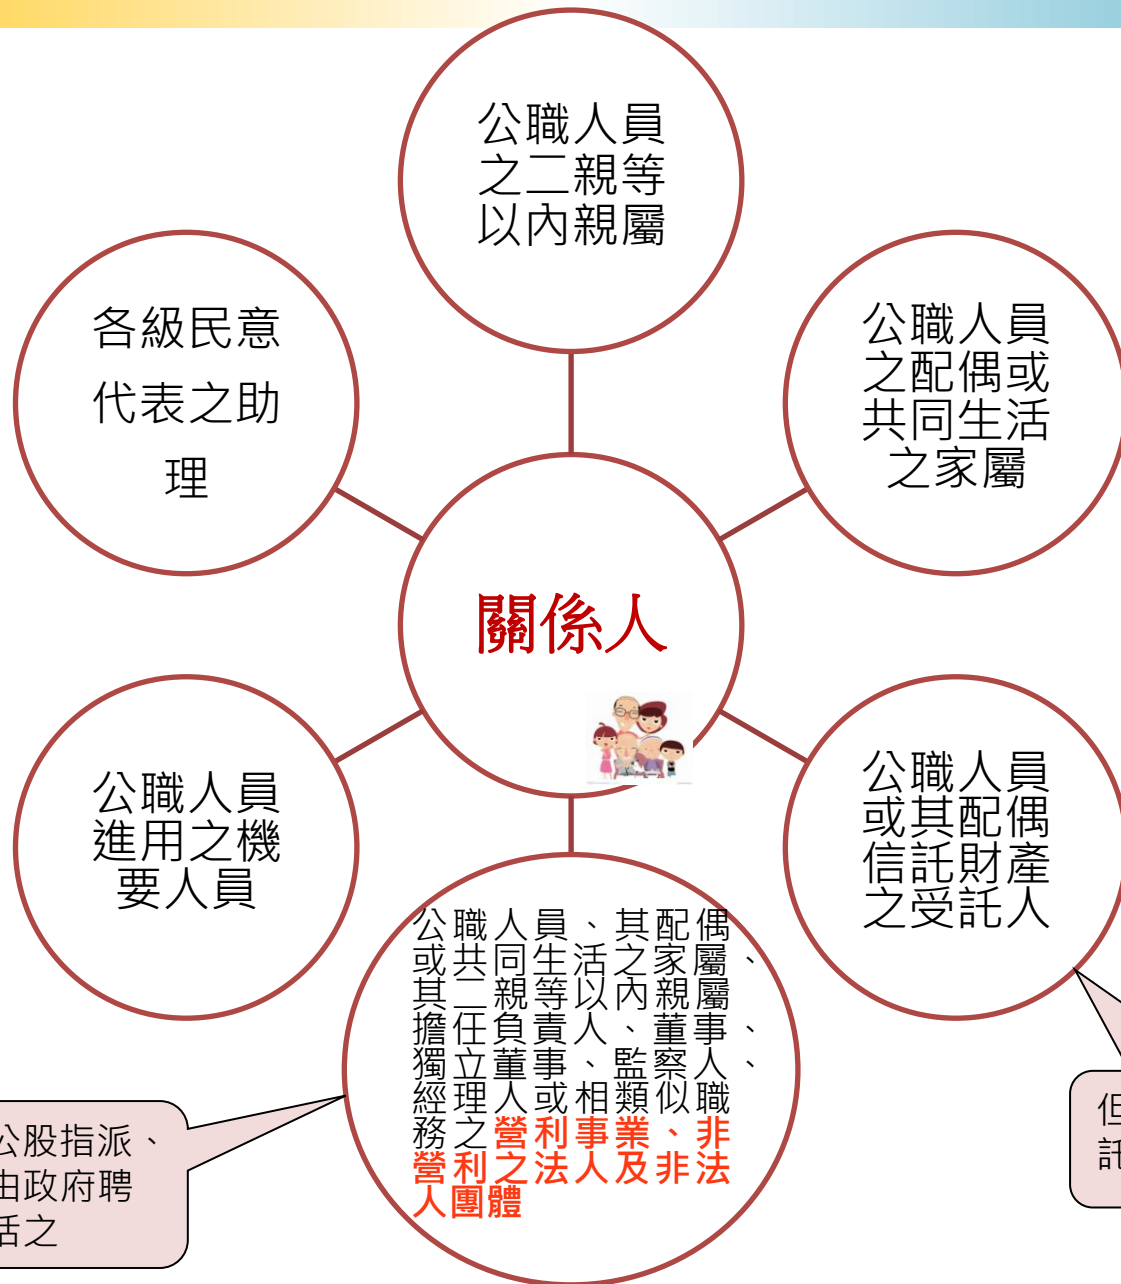 公職人員
之二親等
以內親屬
各級民意
代表之助
理
公職人員
之配偶或
共同生活
之家屬
關係人
公職人員
進用之機
要人員
公職人員
或其配偶
信託財產
之受託人
公職人員、其配偶
或共同生活之家屬、
其二親等以內親屬
擔任負責人、董事、
獨立董事、監察人、
經理人或相類似職
務之營利事業、非
營利之法人及非法
人團體
公股指派、
由政府聘
括之
但
託